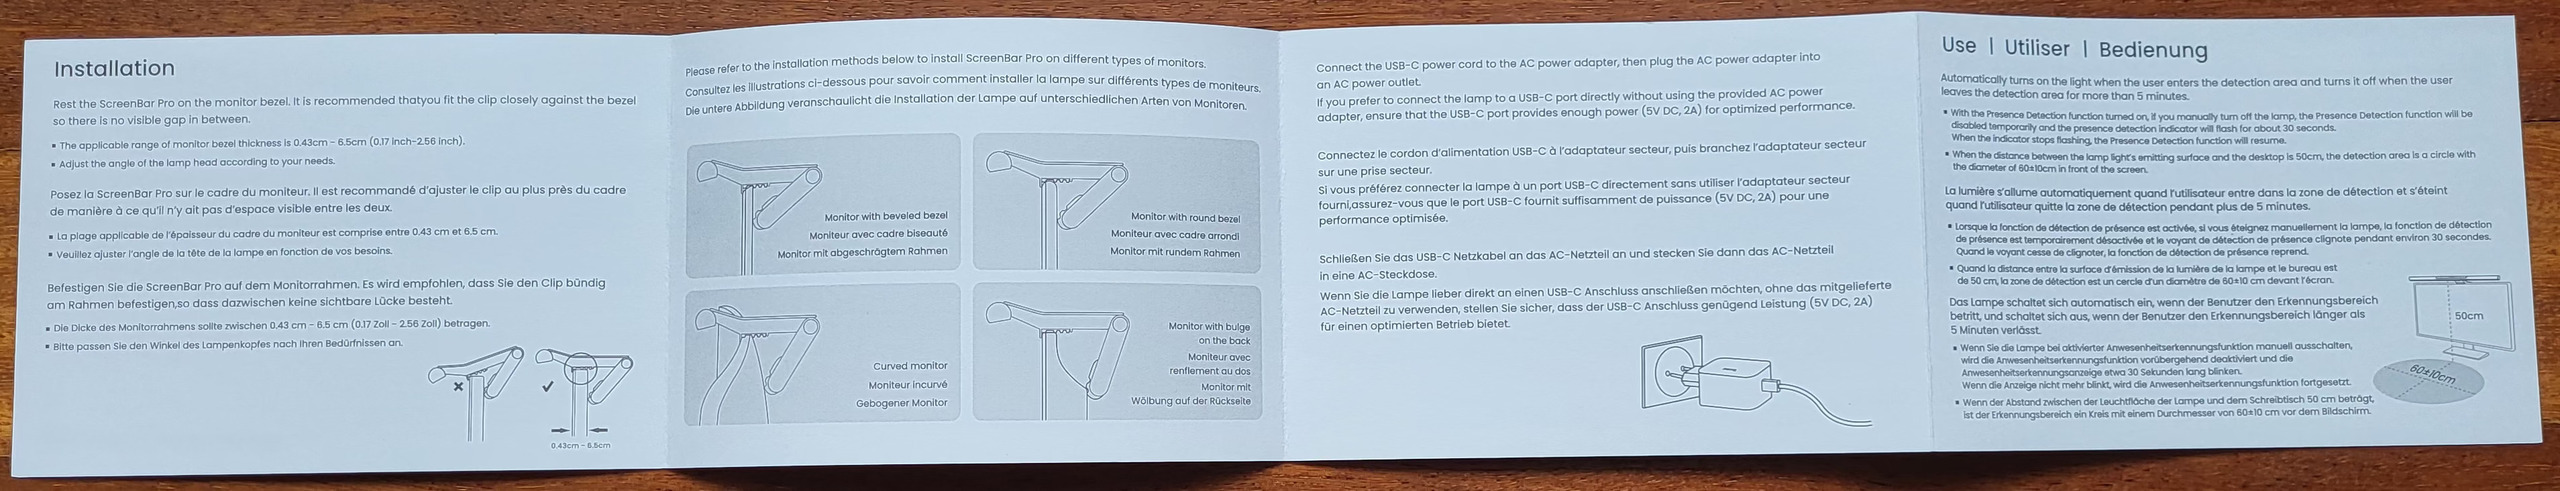 Installation
Rest the ScreenBar Pro on the monitor bezel. It is recommended thatyou fit the clip closely against the bezel
so there is no visible gap in between.
▪ The applicable range of monitor bezel thickness is 0.43cm - 6.5cm (0.17 inch-2.56 inch).
▪ Adjust the angle of the lamp head according to your needs.
Posez la ScreenBar Pro sur le cadre du moniteur. Il est recommandé d'ajuster le clip au plus près du cadre
de manière à ce qu'il n'y ait pas d'espace visible entre les deux.
▪ La plage applicable de l'épaisseur du cadre du moniteur est comprise entre 0.43 cm et 6.5 cm.
▪ Veuillez ajuster l'angle de la tête de la lampe en fonction de vos besoins.
Befestigen Sie die ScreenBar Pro auf dem Monitorrahmen. Es wird empfohlen, dass Sie den Clip bündig
am Rahmen befestigen,so dass dazwischen keine sichtbare Lücke besteht.
▪ Die Dicke des Monitorrahmens sollte zwischen 0.43 cm - 6.5 cm (0.17 Zoll - 2.56 Zoll) betragen.
▪ Bitte passen Sie den Winkel des Lampenkopfes nach Ihren Bedürfnissen an.
0.43cm - 6.5cm
Please refer to the installation methods below to install ScreenBar Pro on different types of monitors.
Consultez les illustrations ci-dessous pour savoir comment installer la lampe sur différents types de moniteurs.
Die untere Abbildung veranschaulicht die Installation der Lampe auf unterschiedlichen Arten von Monitoren.
Monitor with beveled bezel
Moniteur avec cadre biseauté
Monitor mit abgeschrägtem Rahmen
Monitor with round bezel
Moniteur avec cadre arrondi
Monitor mit rundem Rahmen
Curved monitor
Moniteur incurvé
Gebogener Monitor
Monitor with bulge
on the back
Moniteur avec
renflement au dos
Monitor mit
Wölbung auf der Rückseite
Connect the USB-C power cord to the AC power adapter, then plug the AC power adapter into
an AC power outlet.
If you prefer to connect the lamp to a USB-C port directly without using the provided AC power
adapter, ensure that the USB-C port provides enough power (5V DC, 2A) for optimized performance.
Connectez le cordon d'alimentation USB-C à l'adaptateur secteur, puis branchez l'adaptateur secteur
sur une prise secteur.
Si vous préférez connecter la lampe à un port USB-C directement sans utiliser l'adaptateur secteur
fourni,assurez-vous que le port USB-C fournit suffisamment de puissance (5V DC, 2A) pour une
performance optimisée.
Schließen Sie das USB-C Netzkabel an das AC-Netzteil an und stecken Sie dann das AC-Netzteil
in eine AC-Steckdose.
Wenn Sie die Lampe lieber direkt an einen USB-C Anschluss anschließen möchten, ohne das mitgelieferte
AC-Netzteil zu verwenden, stellen Sie sicher, dass der USB-C Anschluss genügend Leistung (5V DC, 2A)
für einen optimierten Betrieb bietet.
Use | Utiliser | Bedienung
Automatically turns on the light when the user enters the detection area and turns it off when the user
leaves the detection area for more than 5 minutes.
▪ With the Presence Detection function turned on, if you manually turn off the lamp, the Presence Detection function will be
disabled temporarily and the presence detection indicator will flash for about 30 seconds.
When the indicator stops flashing, the Presence Detection function will resume.
▪ When the distance between the lamp light's emitting surface and the desktop is 50cm, the detection area is a circle with
the diameter of 60±10cm in front of the screen.
La lumière s'allume automatiquement quand l'utilisateur entre dans la zone de détection et s'éteint
quand l'utilisateur quitte la zone de détection pendant plus de 5 minutes.
▪ Lorsque la fonction de détection de présence est activée, si vous éteignez manuellement la lampe, la fonction de détection
de présence est temporairement désactivée et le voyant de détection de présence clignote pendant environ 30 secondes.
Quand le voyant cesse de clignoter, la fonction de détection de présence reprend.
▪ Quand la distance entre la surface d'émission de la lumière de la lampe et le bureau est
de 50 cm, la zone de détection est un cercle d'un diamètre de 60±10 cm devant l'écran.
Das Lampe schaltet sich automatisch ein, wenn der Benutzer den Erkennungsbereich
betritt, und schaltet sich aus, wenn der Benutzer den Erkennungsbereich länger als
5 Minuten verlässt.
▪ Wenn Sie die Lampe bei aktivierter Anwesenheitserkennungsfunktion manuell ausschalten,
wird die Anwesenheitserkennungsfunktion vorübergehend deaktiviert und die
Anwesenheitserkennungsanzeige etwa 30 Sekunden lang blinken.
Wenn die Anzeige nicht mehr blinkt, wird die Anwesenheitserkennungsfunktion fortgesetzt.
▪ Wenn der Abstand zwischen der Leuchtfläche der Lampe und dem Schreibtisch 50 cm beträgt,
ist der Erkennungsbereich ein Kreis mit einem Durchmesser von 60±10 cm vor dem Bildschirm.
50cm
60±10cm